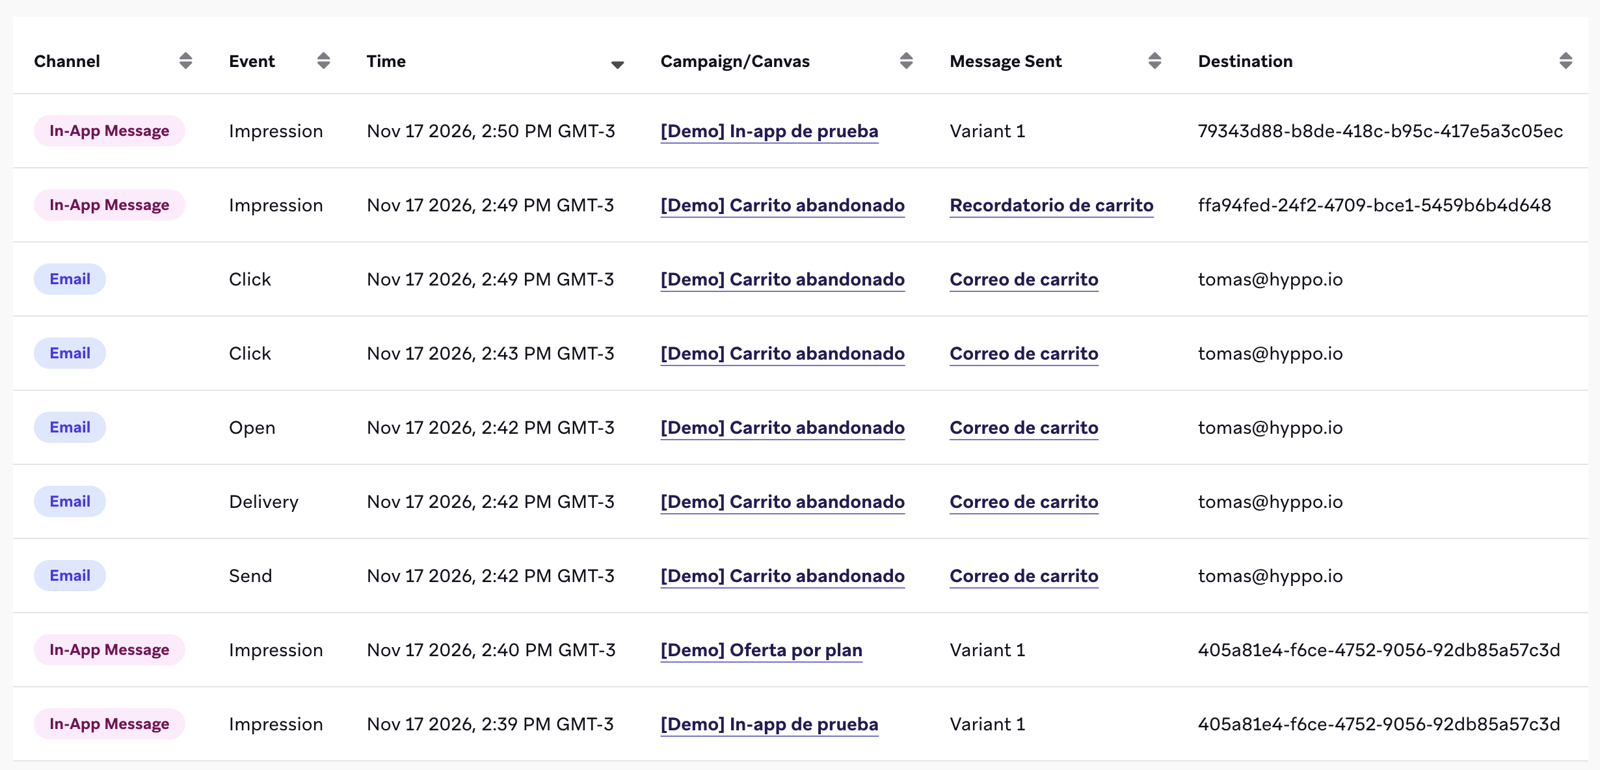 Channel Event Time Campaign/Canvas Message Sent Destination
In-App Message Impression Nov 17 2026, 2:50 PM GMT-3 [Demo] In-app de prueba Variant 1 79343d88-b8de-418c-b95c-417e5a3c05ec
In-App Message Impression Nov 17 2026, 2:49 PM GMT-3 [Demo] Carrito abandonado Recordatorio de carrito ffa94fed-24f2-4709-bce1-5459b6b4d648
Email Click Nov 17 2026, 2:49 PM GMT-3 [Demo] Carrito abandonado Correo de carrito tomas@hyppo.io
Email Click Nov 17 2026, 2:43 PM GMT-3 [Demo] Carrito abandonado Correo de carrito tomas@hyppo.io
Email Open Nov 17 2026, 2:42 PM GMT-3 [Demo] Carrito abandonado Correo de carrito tomas@hyppo.io
Email Delivery Nov 17 2026, 2:42 PM GMT-3 [Demo] Carrito abandonado Correo de carrito tomas@hyppo.io
Email Send Nov 17 2026, 2:42 PM GMT-3 [Demo] Carrito abandonado Correo de carrito tomas@hyppo.io
In-App Message Impression Nov 17 2026, 2:40 PM GMT-3 [Demo] Oferta por plan Variant 1 405a81e4-f6ce-4752-9056-92db85a57c3d
In-App Message Impression Nov 17 2026, 2:39 PM GMT-3 [Demo] In-app de prueba Variant 1 405a81e4-f6ce-4752-9056-92db85a57c3d